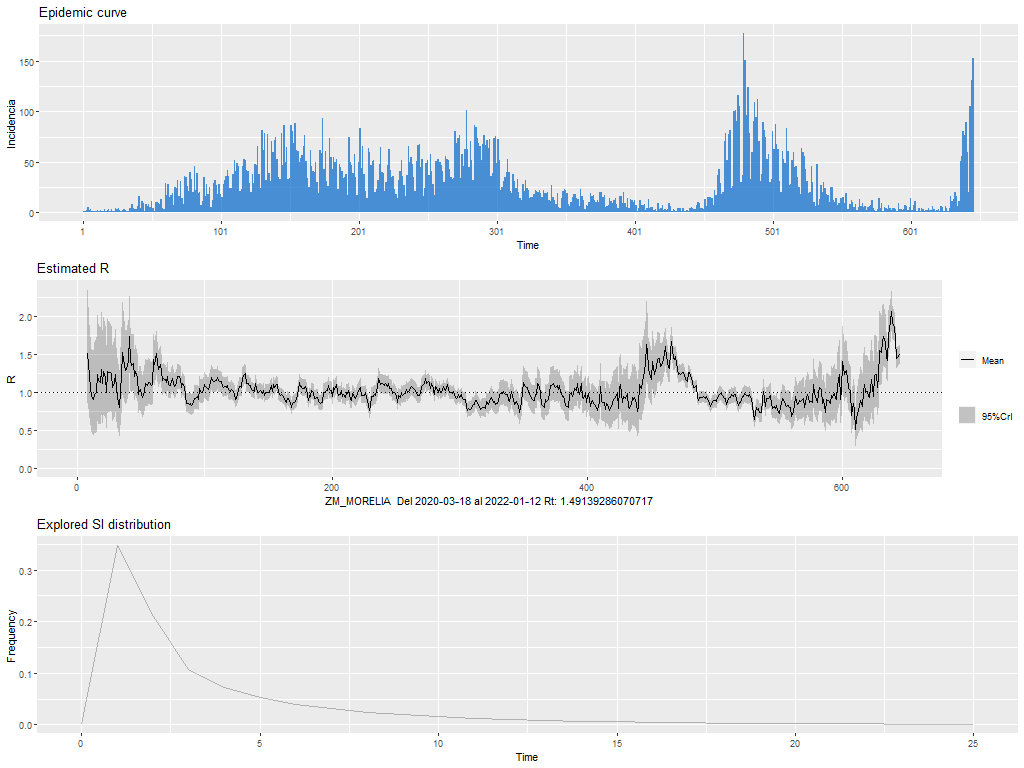 Epidemic curve
150
100
50
0
Incidencia
1 101 201 301 401 501 601
Time
Estimated R
2.0
1.5
1.0
0.5
0.0
R
Mean
95%CrI
0 200 400 600
ZM_MORELIA Del 2020-03-18 al 2022-01-12 Rt: 1.49139286070717
Explored SI distribution
0.3
0.2
0.1
0.0
Frequency
0 5 10 15 20 25
Time